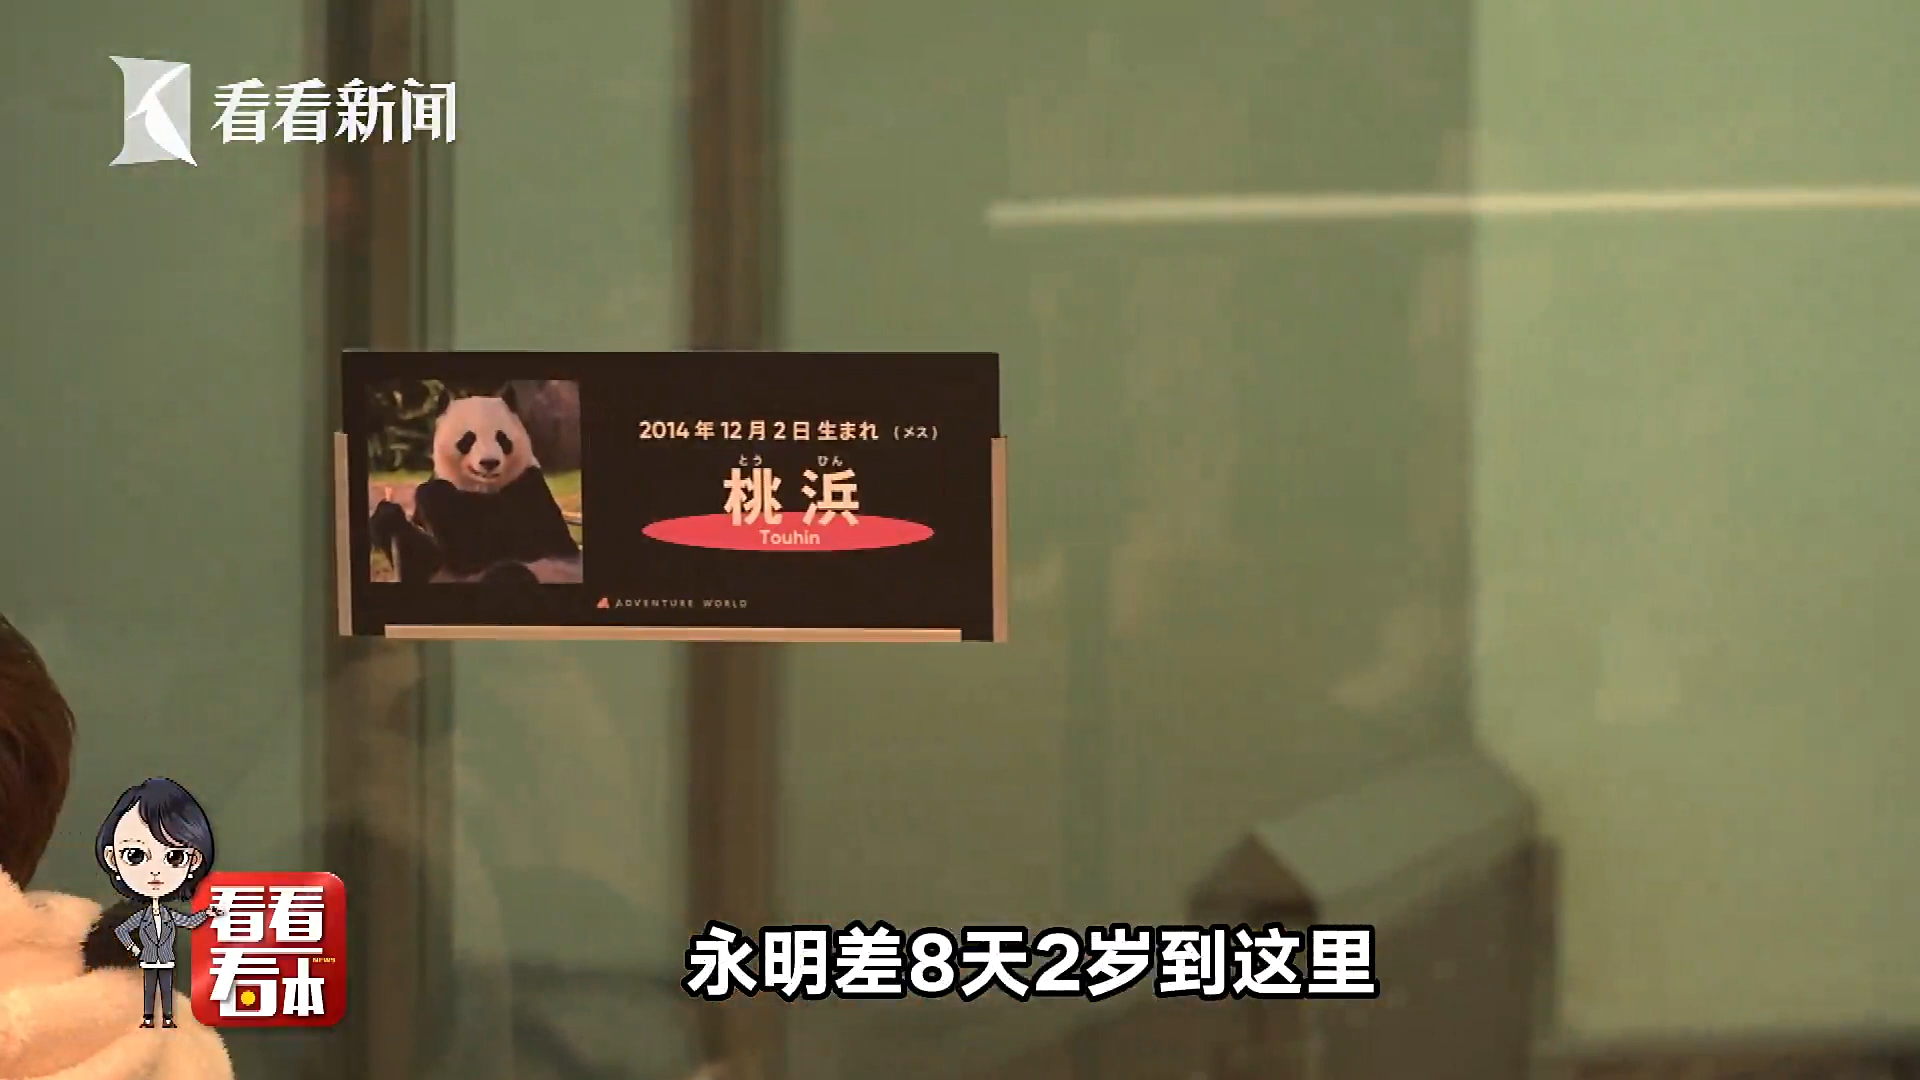 看看新闻
2014年12月2日生まれ（メス）
とう ひん
桃浜
Touhin
ADVENTURE WORLD
看看
看本
NEWS
永明差8天2岁到这里